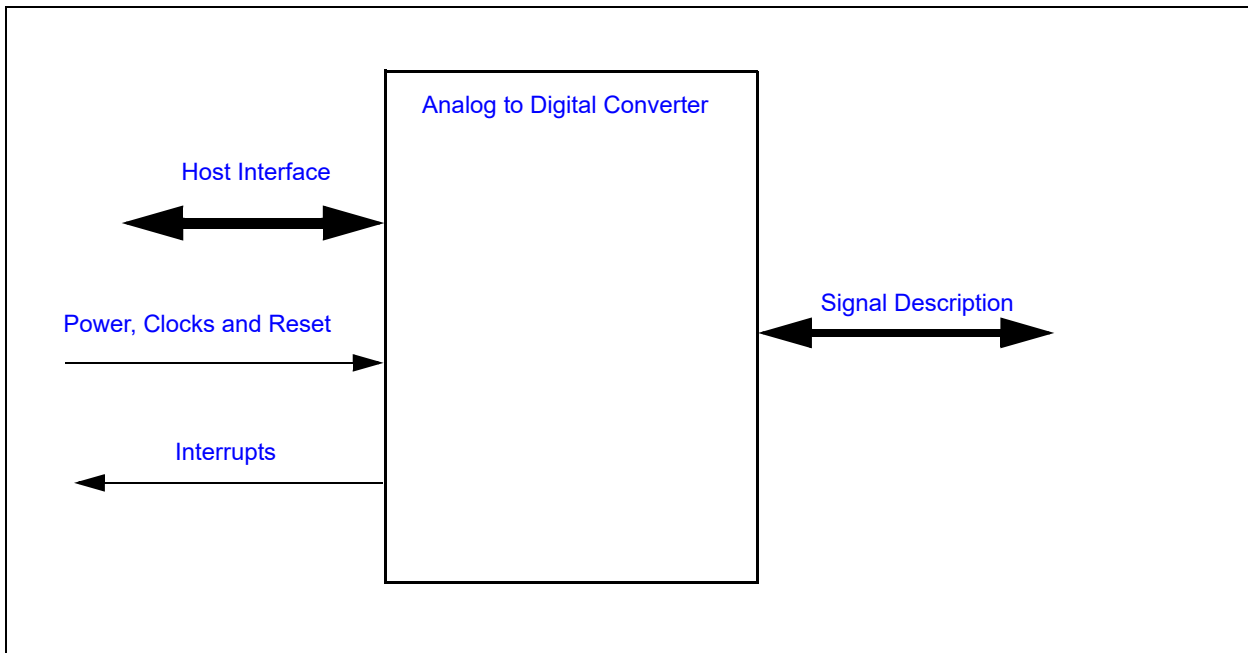 Analog to Digital Converter
Host Interface
Signal Description
Power, Clocks and Reset
Interrupts